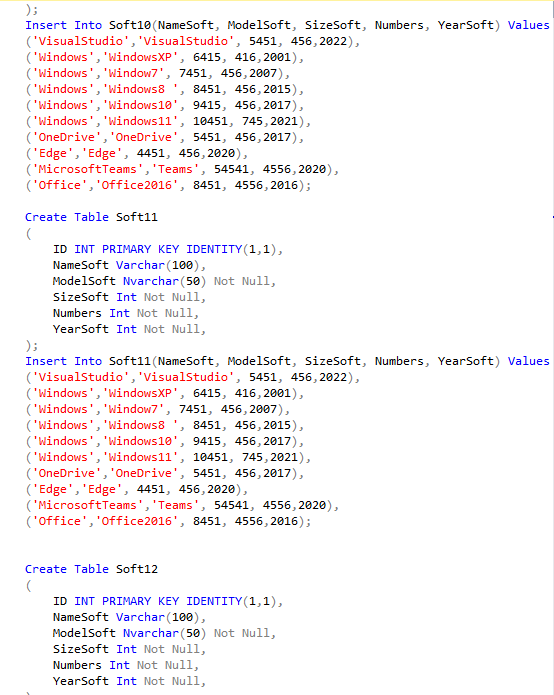 );
Insert Into Soft10(NameSoft, ModelSoft, SizeSoft, Numbers, YearSoft) Values
('VisualStudio','VisualStudio', 5451, 456,2022),
('Windows','WindowsXP', 6415, 416,2001),
('Windows','Window7', 7451, 456,2007),
('Windows','Windows8 ', 8451, 456,2015),
('Windows','Windows10', 9415, 456,2017),
('Windows','Windows11', 10451, 745,2021),
('OneDrive','OneDrive', 5451, 456,2017),
('Edge','Edge', 4451, 456,2020),
('MicrosoftTeams','Teams', 54541, 4556,2020),
('Office','Office2016', 8451, 4556,2016);
Create Table Soft11
(
ID INT PRIMARY KEY IDENTITY(1,1),
NameSoft Varchar(100),
ModelSoft Nvarchar(50) Not Null,
SizeSoft Int Not Null,
Numbers Int Not Null,
YearSoft Int Not Null,
);
Insert Into Soft11(NameSoft, ModelSoft, SizeSoft, Numbers, YearSoft) Values
('VisualStudio','VisualStudio', 5451, 456,2022),
('Windows','WindowsXP', 6415, 416,2001),
('Windows','Window7', 7451, 456,2007),
('Windows','Windows8 ', 8451, 456,2015),
('Windows','Windows10', 9415, 456,2017),
('Windows','Windows11', 10451, 745,2021),
('OneDrive','OneDrive', 5451, 456,2017),
('Edge','Edge', 4451, 456,2020),
('MicrosoftTeams','Teams', 54541, 4556,2020),
('Office','Office2016', 8451, 4556,2016);
Create Table Soft12
(
ID INT PRIMARY KEY IDENTITY(1,1),
NameSoft Varchar(100),
ModelSoft Nvarchar(50) Not Null,
SizeSoft Int Not Null,
Numbers Int Not Null,
YearSoft Int Not Null,